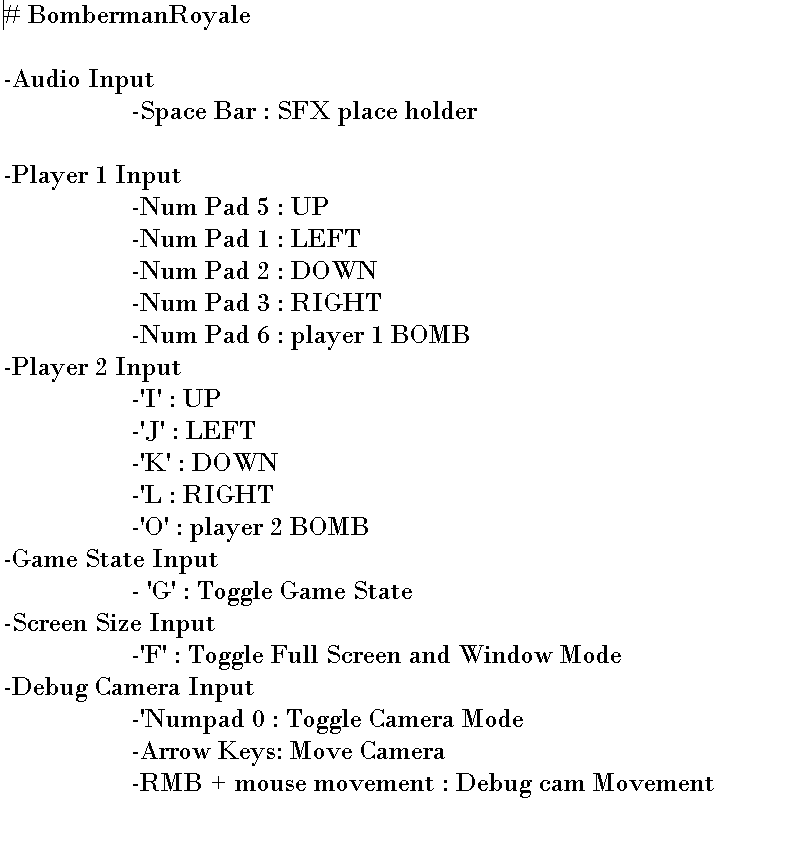 # BombermanRoyale
-Audio Input
-Space Bar : SFX place holder
-Player 1 Input
-Num Pad 5 : UP
-Num Pad 1 : LEFT
-Num Pad 2 : DOWN
-Num Pad 3 : RIGHT
-Num Pad 6 : player 1 BOMB
-Player 2 Input
-'I' : UP
-'J' : LEFT
-'K' : DOWN
-'L : RIGHT
-'O' : player 2 BOMB
-Game State Input
- 'G' : Toggle Game State
-Screen Size Input
-'F' : Toggle Full Screen and Window Mode
-Debug Camera Input
-'Numpad 0 : Toggle Camera Mode
-Arrow Keys: Move Camera
-RMB + mouse movement : Debug cam Movement